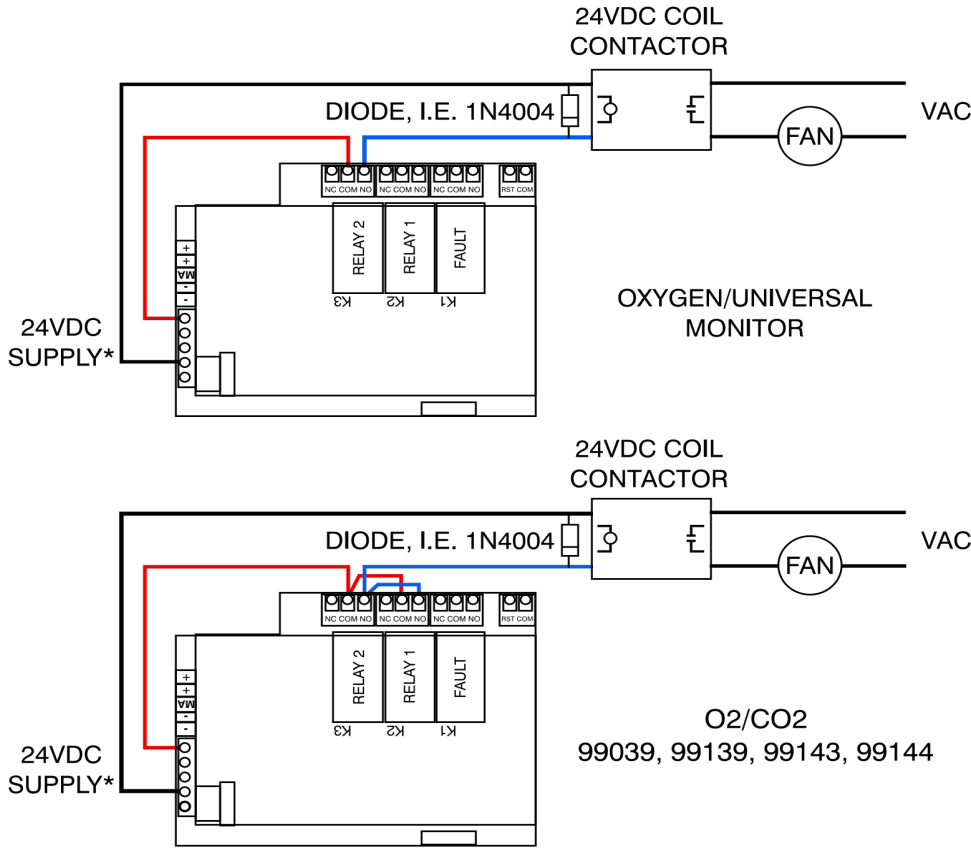 24VDC COIL
CONTACTOR
DIODE, I.E. 1N4004
VAC
FAN
NC COM NO NC COM NO NC COM NO RST COM
RELAY 2
RELAY 1
FAULT
K3
K2
K1
+
+
MA
-
-
OXYGEN/UNIVERSAL
MONITOR
24VDC
SUPPLY*
24VDC COIL
CONTACTOR
DIODE, I.E. 1N4004
VAC
FAN
NC COM NO NC COM NO NC COM NO RST COM
RELAY 2
RELAY 1
FAULT
K3
K2
K1
+
+
MA
-
-
O2/CO2
99039, 99139, 99143, 99144
24VDC
SUPPLY*